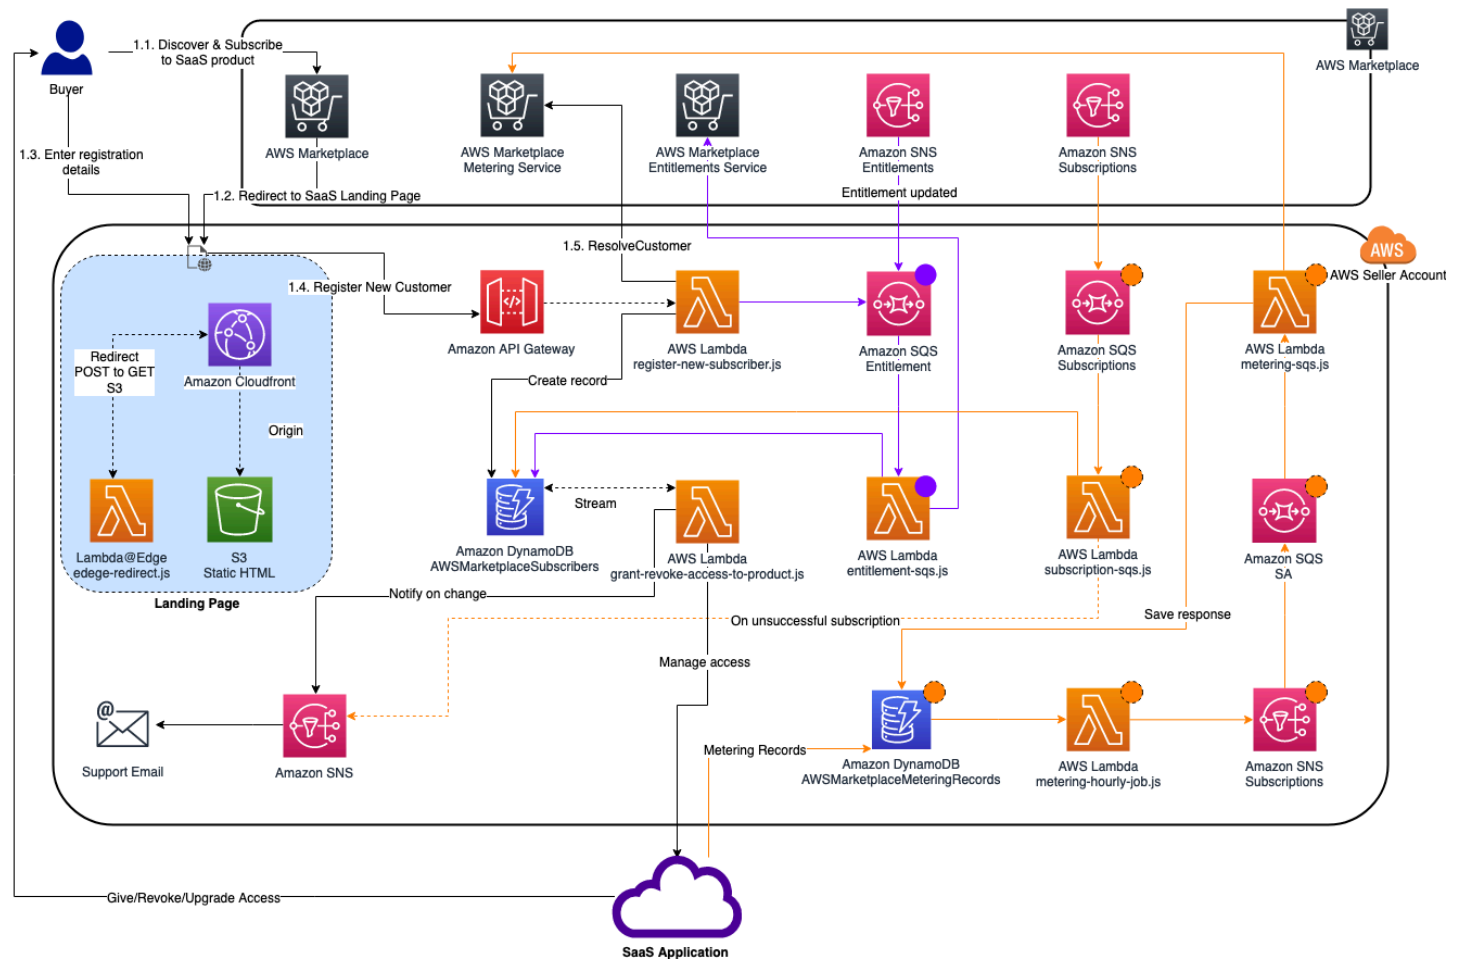 1.1. Discover & Subscribe
to SaaS product
Buyer
AWS Marketplace
AWS Marketplace
AWS Marketplace
Metering Service
AWS Marketplace
Entitlements Service
Amazon SNS
Entitlements
Amazon SNS
Subscriptions
1.3. Enter registration
details
1.2. Redirect to SaaS Landing Page
Entitlement updated
1.5. ResolveCustomer
AWS
AWS Seller Account
1.4. Register New Customer
Amazon API Gateway
AWS Lambda
register-new-subscriber.js
Amazon SQS
Entitlement
Amazon SQS
Subscriptions
AWS Lambda
metering-sqs.js
Redirect
POST to GET
S3
Amazon Cloudfront
Create record
Origin
Stream
Lambda@Edge
edege-redirect.js
S3
Static HTML
Landing Page
Amazon DynamoDB
AWSMarketplaceSubscribers
AWS Lambda
grant-revoke-access-to-product.js
AWS Lambda
entitlement-sqs.js
AWS Lambda
subscription-sqs.js
Amazon SQS
SA
Notify on change
On unsuccessful subscription
Save response
Manage access
@
Support Email
Amazon SNS
Metering Records
Amazon DynamoDB
AWSMarketplaceMeteringRecords
AWS Lambda
metering-hourly-job.js
Amazon SNS
Subscriptions
Give/Revoke/Upgrade Access
SaaS Application